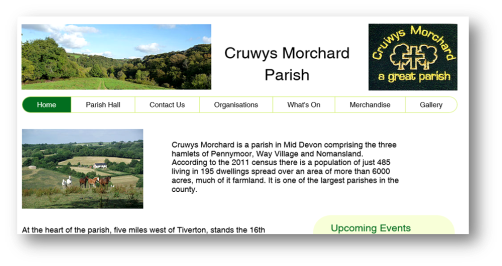 Cruwys Morchard
Parish
Cruwys Morchard
a great parish
Home
Parish Hall
Contact Us
Organisations
What's On
Merchandise
Gallery
Cruwys Morchard is a parish in Mid Devon comprising the three
hamlets of Pennymoor, Way Village and Nomansland.
According to the 2011 census there is a population of just 485
living in 195 dwellings spread over an area of more than 6000
acres, much of it farmland. It is one of the largest parishes in the
county.
Upcoming Events
At the heart of the parish, five miles west of Tiverton, stands the 16th